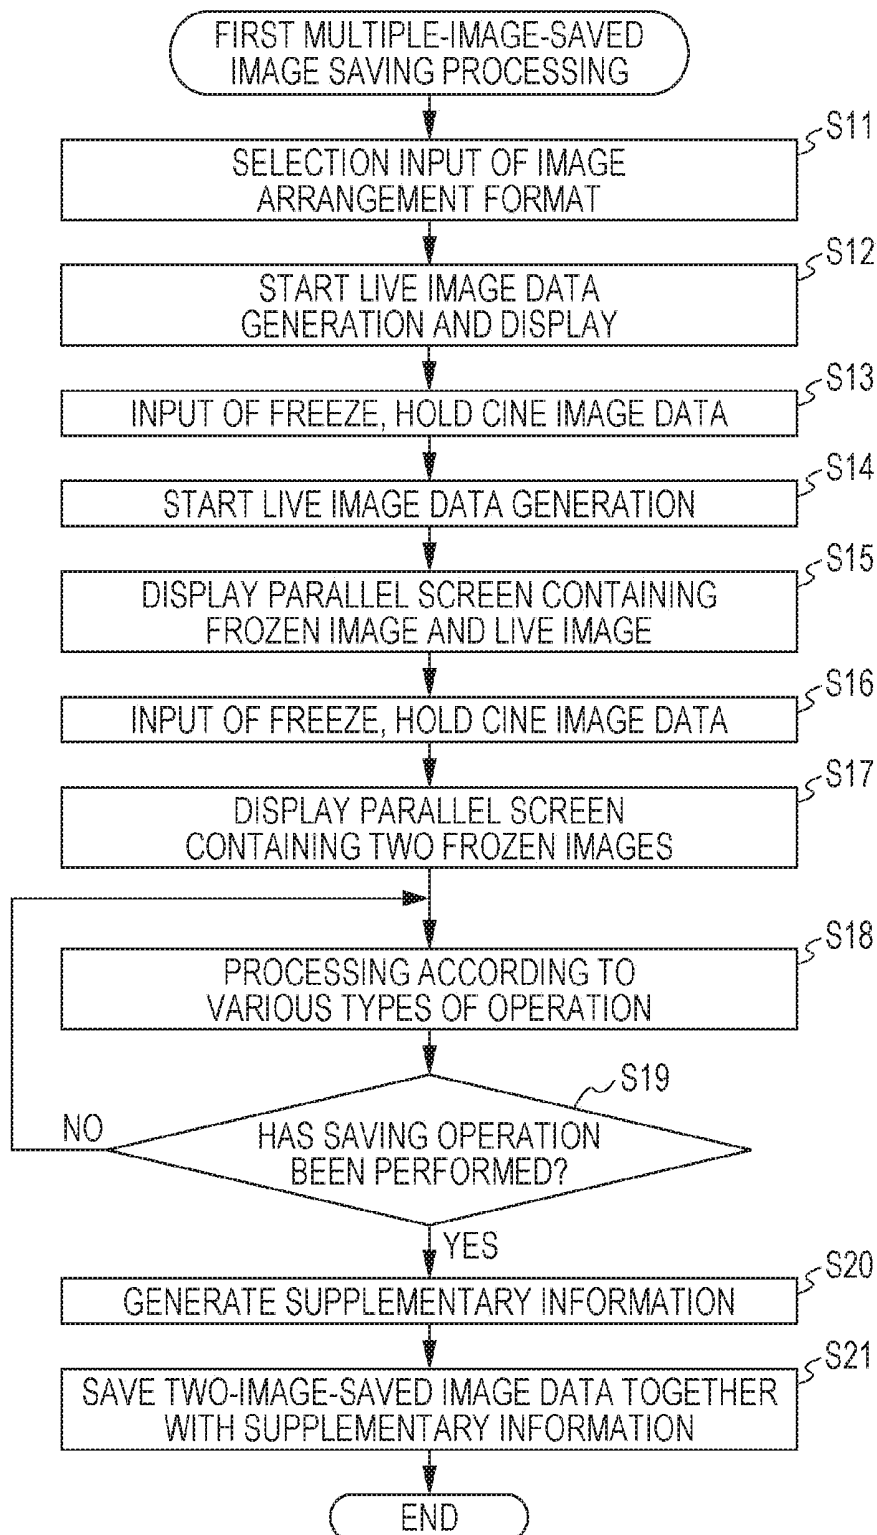 FIRST MULTIPLE-IMAGE-SAVED
IMAGE SAVING PROCESSING
S11
SELECTION INPUT OF IMAGE
ARRANGEMENT FORMAT
S12
START LIVE IMAGE DATA
GENERATION AND DISPLAY
S13
INPUT OF FREEZE, HOLD CINE IMAGE DATA
S14
START LIVE IMAGE DATA GENERATION
S15
DISPLAY PARALLEL SCREEN CONTAINING
FROZEN IMAGE AND LIVE IMAGE
S16
INPUT OF FREEZE, HOLD CINE IMAGE DATA
S17
DISPLAY PARALLEL SCREEN
CONTAINING TWO FROZEN IMAGES
S18
PROCESSING ACCORDING TO
VARIOUS TYPES OF OPERATION
S19
NO
HAS SAVING OPERATION
BEEN PERFORMED?
YES
S20
GENERATE SUPPLEMENTARY INFORMATION
S21
SAVE TWO-IMAGE-SAVED IMAGE DATA TOGETHER
WITH SUPPLEMENTARY INFORMATION
END